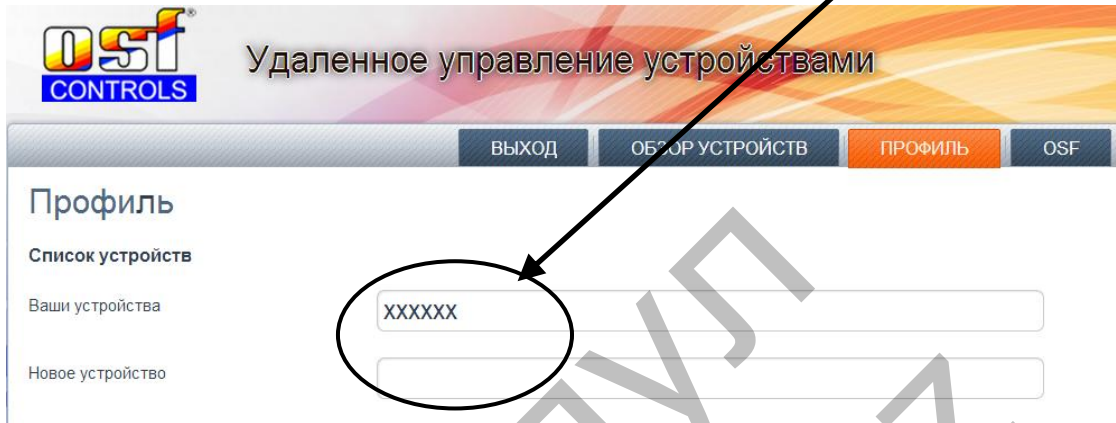 osf®
CONTROLS
Удаленное управление устройствами
ВЫХОД ОБЗОР УСТРОЙСТВ ПРОФИЛЬ OSF
Профиль
Список устройств
Ваши устройства XXXXXX
Новое устройство